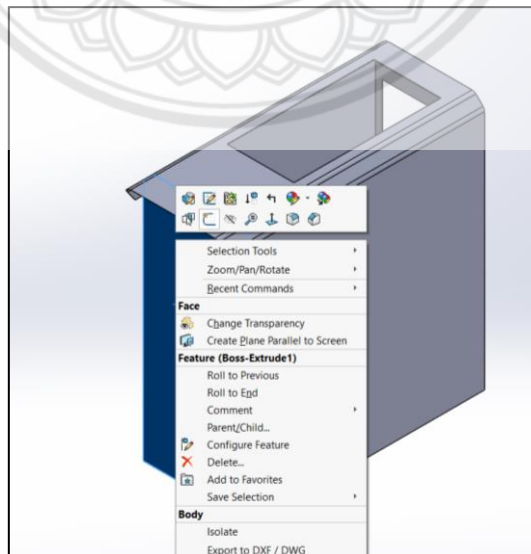 Selection Tools
Zoom/Pan/Rotate
Recent Commands
Face
Change Transparency
Create Plane Parallel to Screen
Feature (Boss-Extrude1)
Roll to Previous
Roll to End
Comment
Parent/Child...
Configure Feature
Delete...
Add to Favorites
Save Selection
Body
Isolate
Export to DXF / DWG